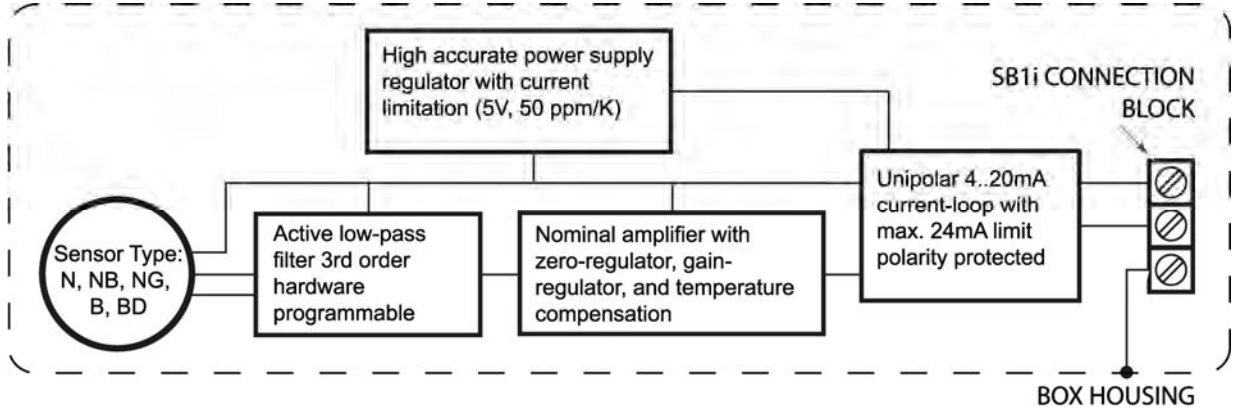 High accurate power supply
regulator with current
limitation (5V, 50 ppm/K)
SB1i CONNECTION
BLOCK
Sensor Type:
N, NB, NG,
B, BD
Active low-pass
filter 3rd order
hardware
programmable
Nominal amplifier with
zero-regulator, gain-
regulator, and temperature
compensation
Unipolar 4..20mA
current-loop with
max. 24mA limit
polarity protected
BOX HOUSING